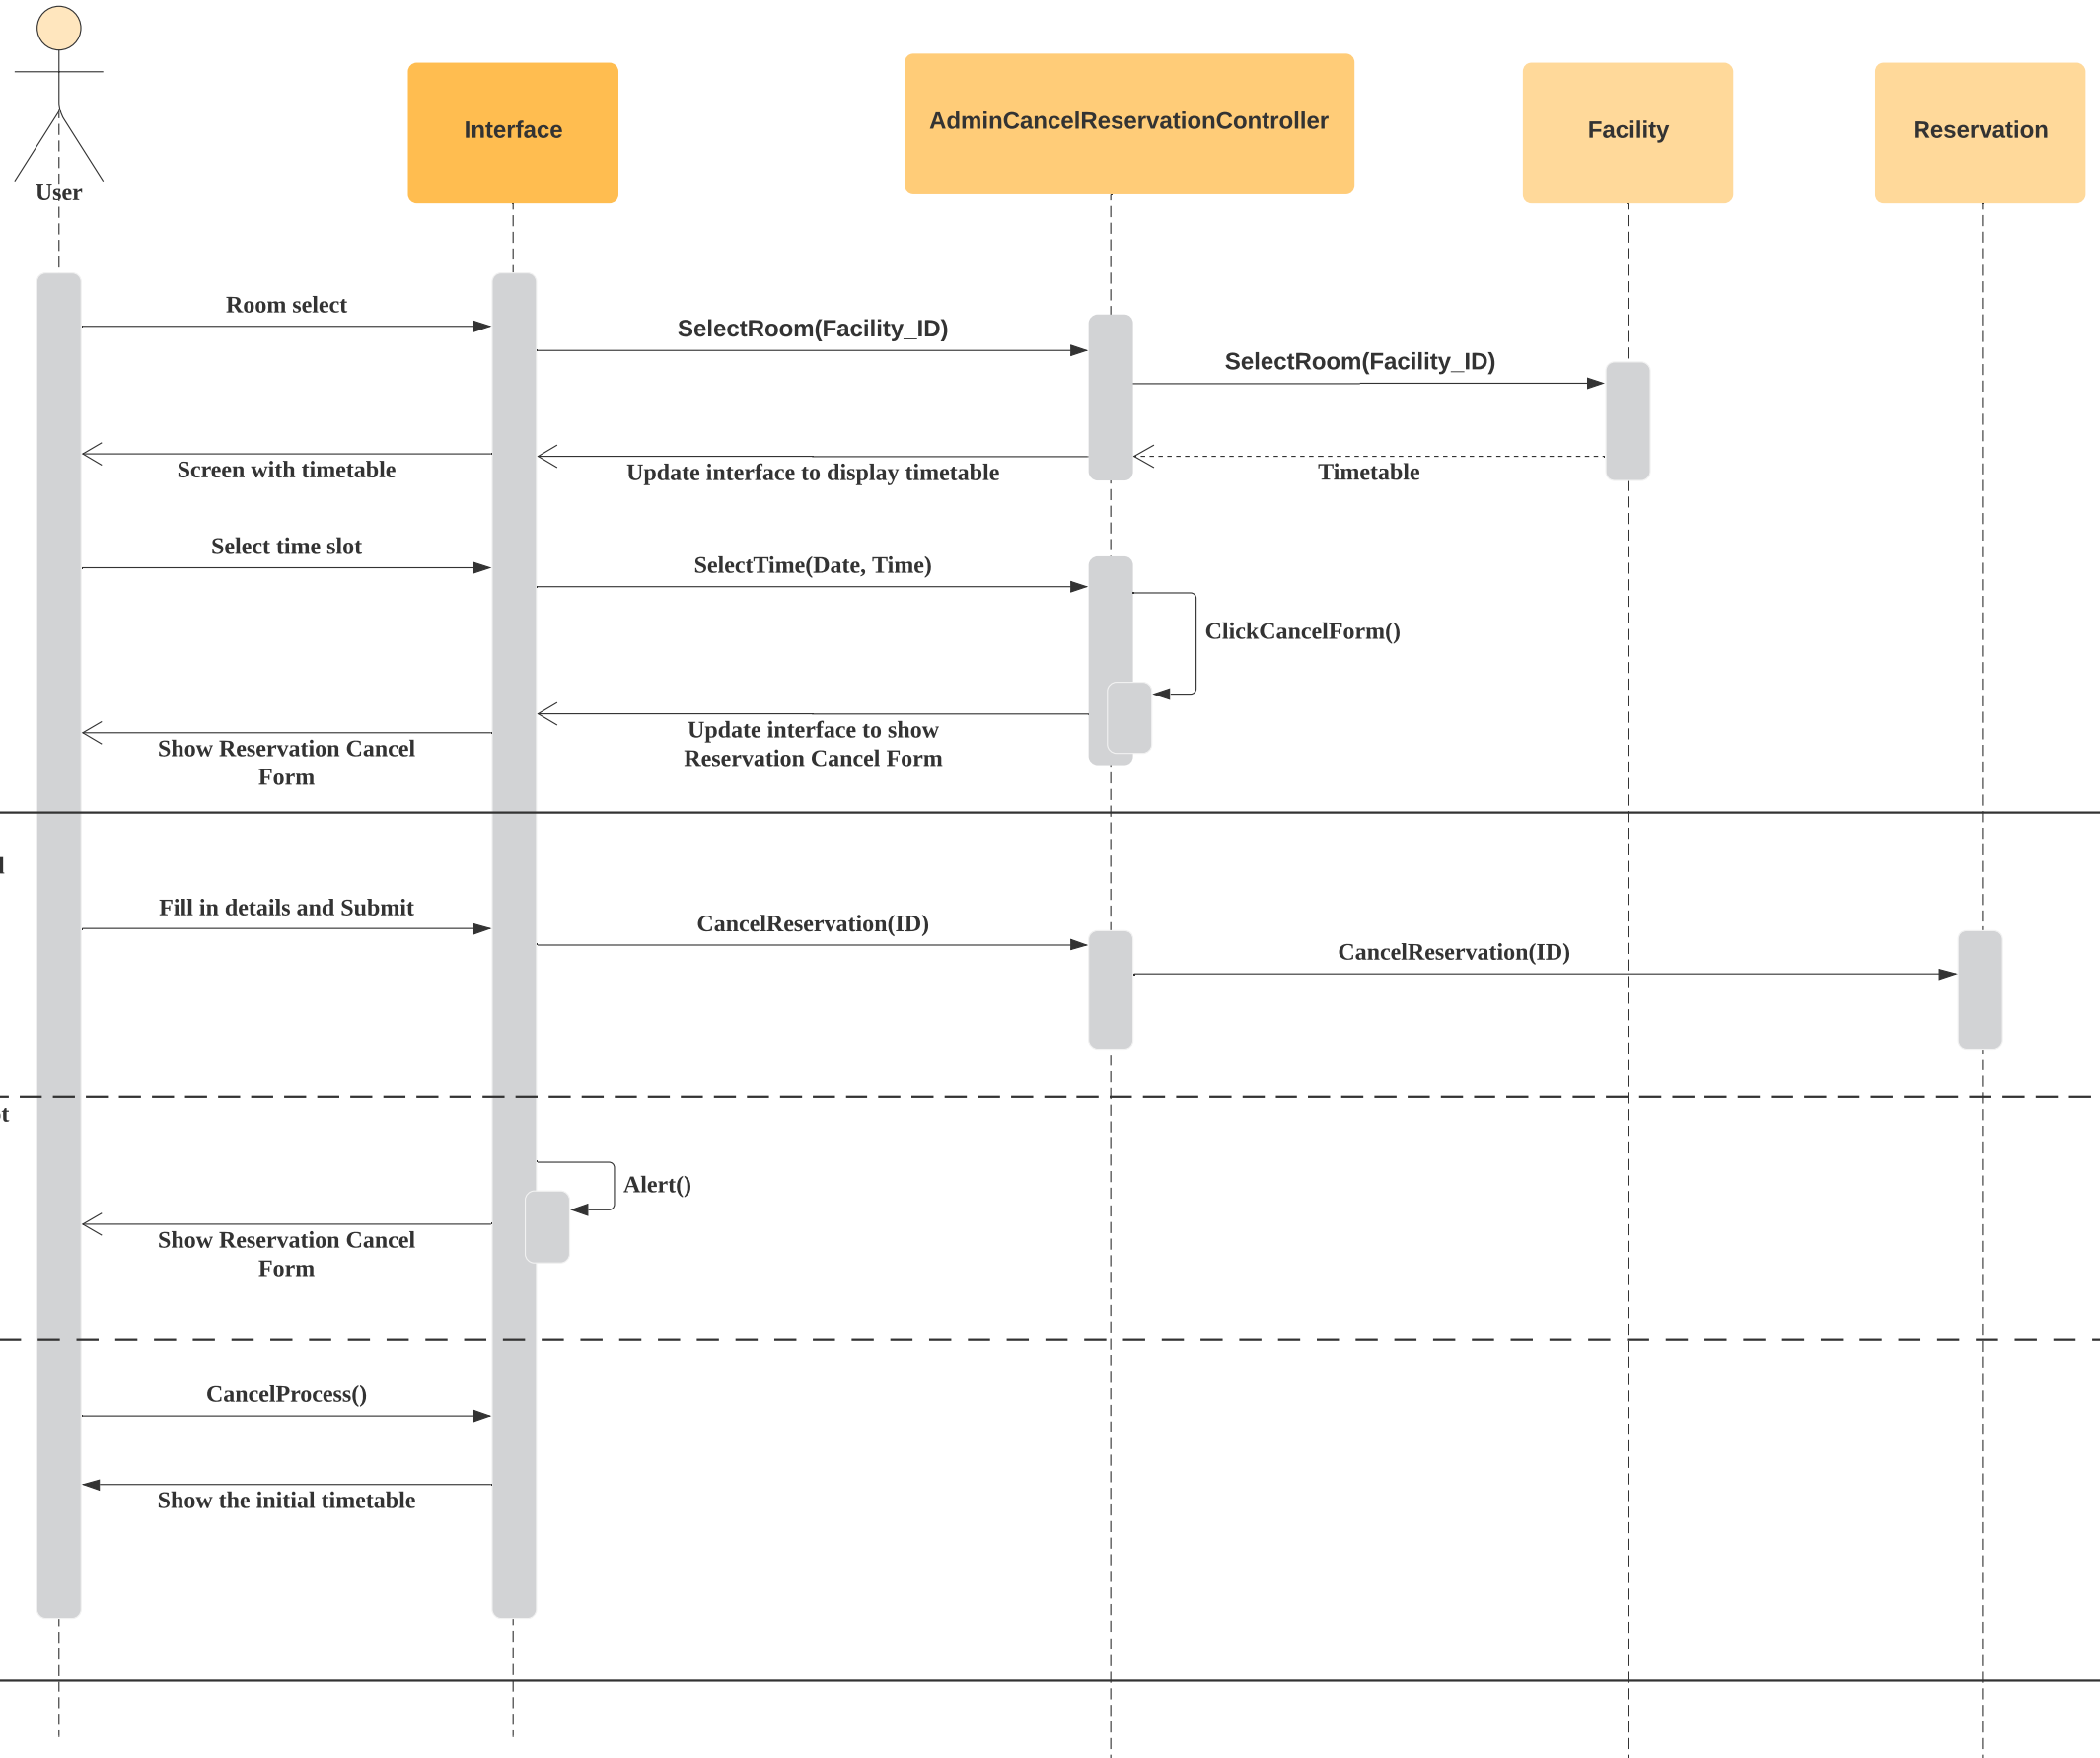 User
Interface
AdminCancelReservationController
Facility
Reservation
Room select
SelectRoom(Facility_ID)
SelectRoom(Facility_ID)
Screen with timetable
Update interface to display timetable
Timetable
Select time slot
SelectTime(Date, Time)
ClickCancelForm()
Update interface to show
Reservation Cancel Form
Show Reservation Cancel
Form
Fill in details and Submit
CancelReservation(ID)
CancelReservation(ID)
Alert()
Show Reservation Cancel
Form
CancelProcess()
Show the initial timetable